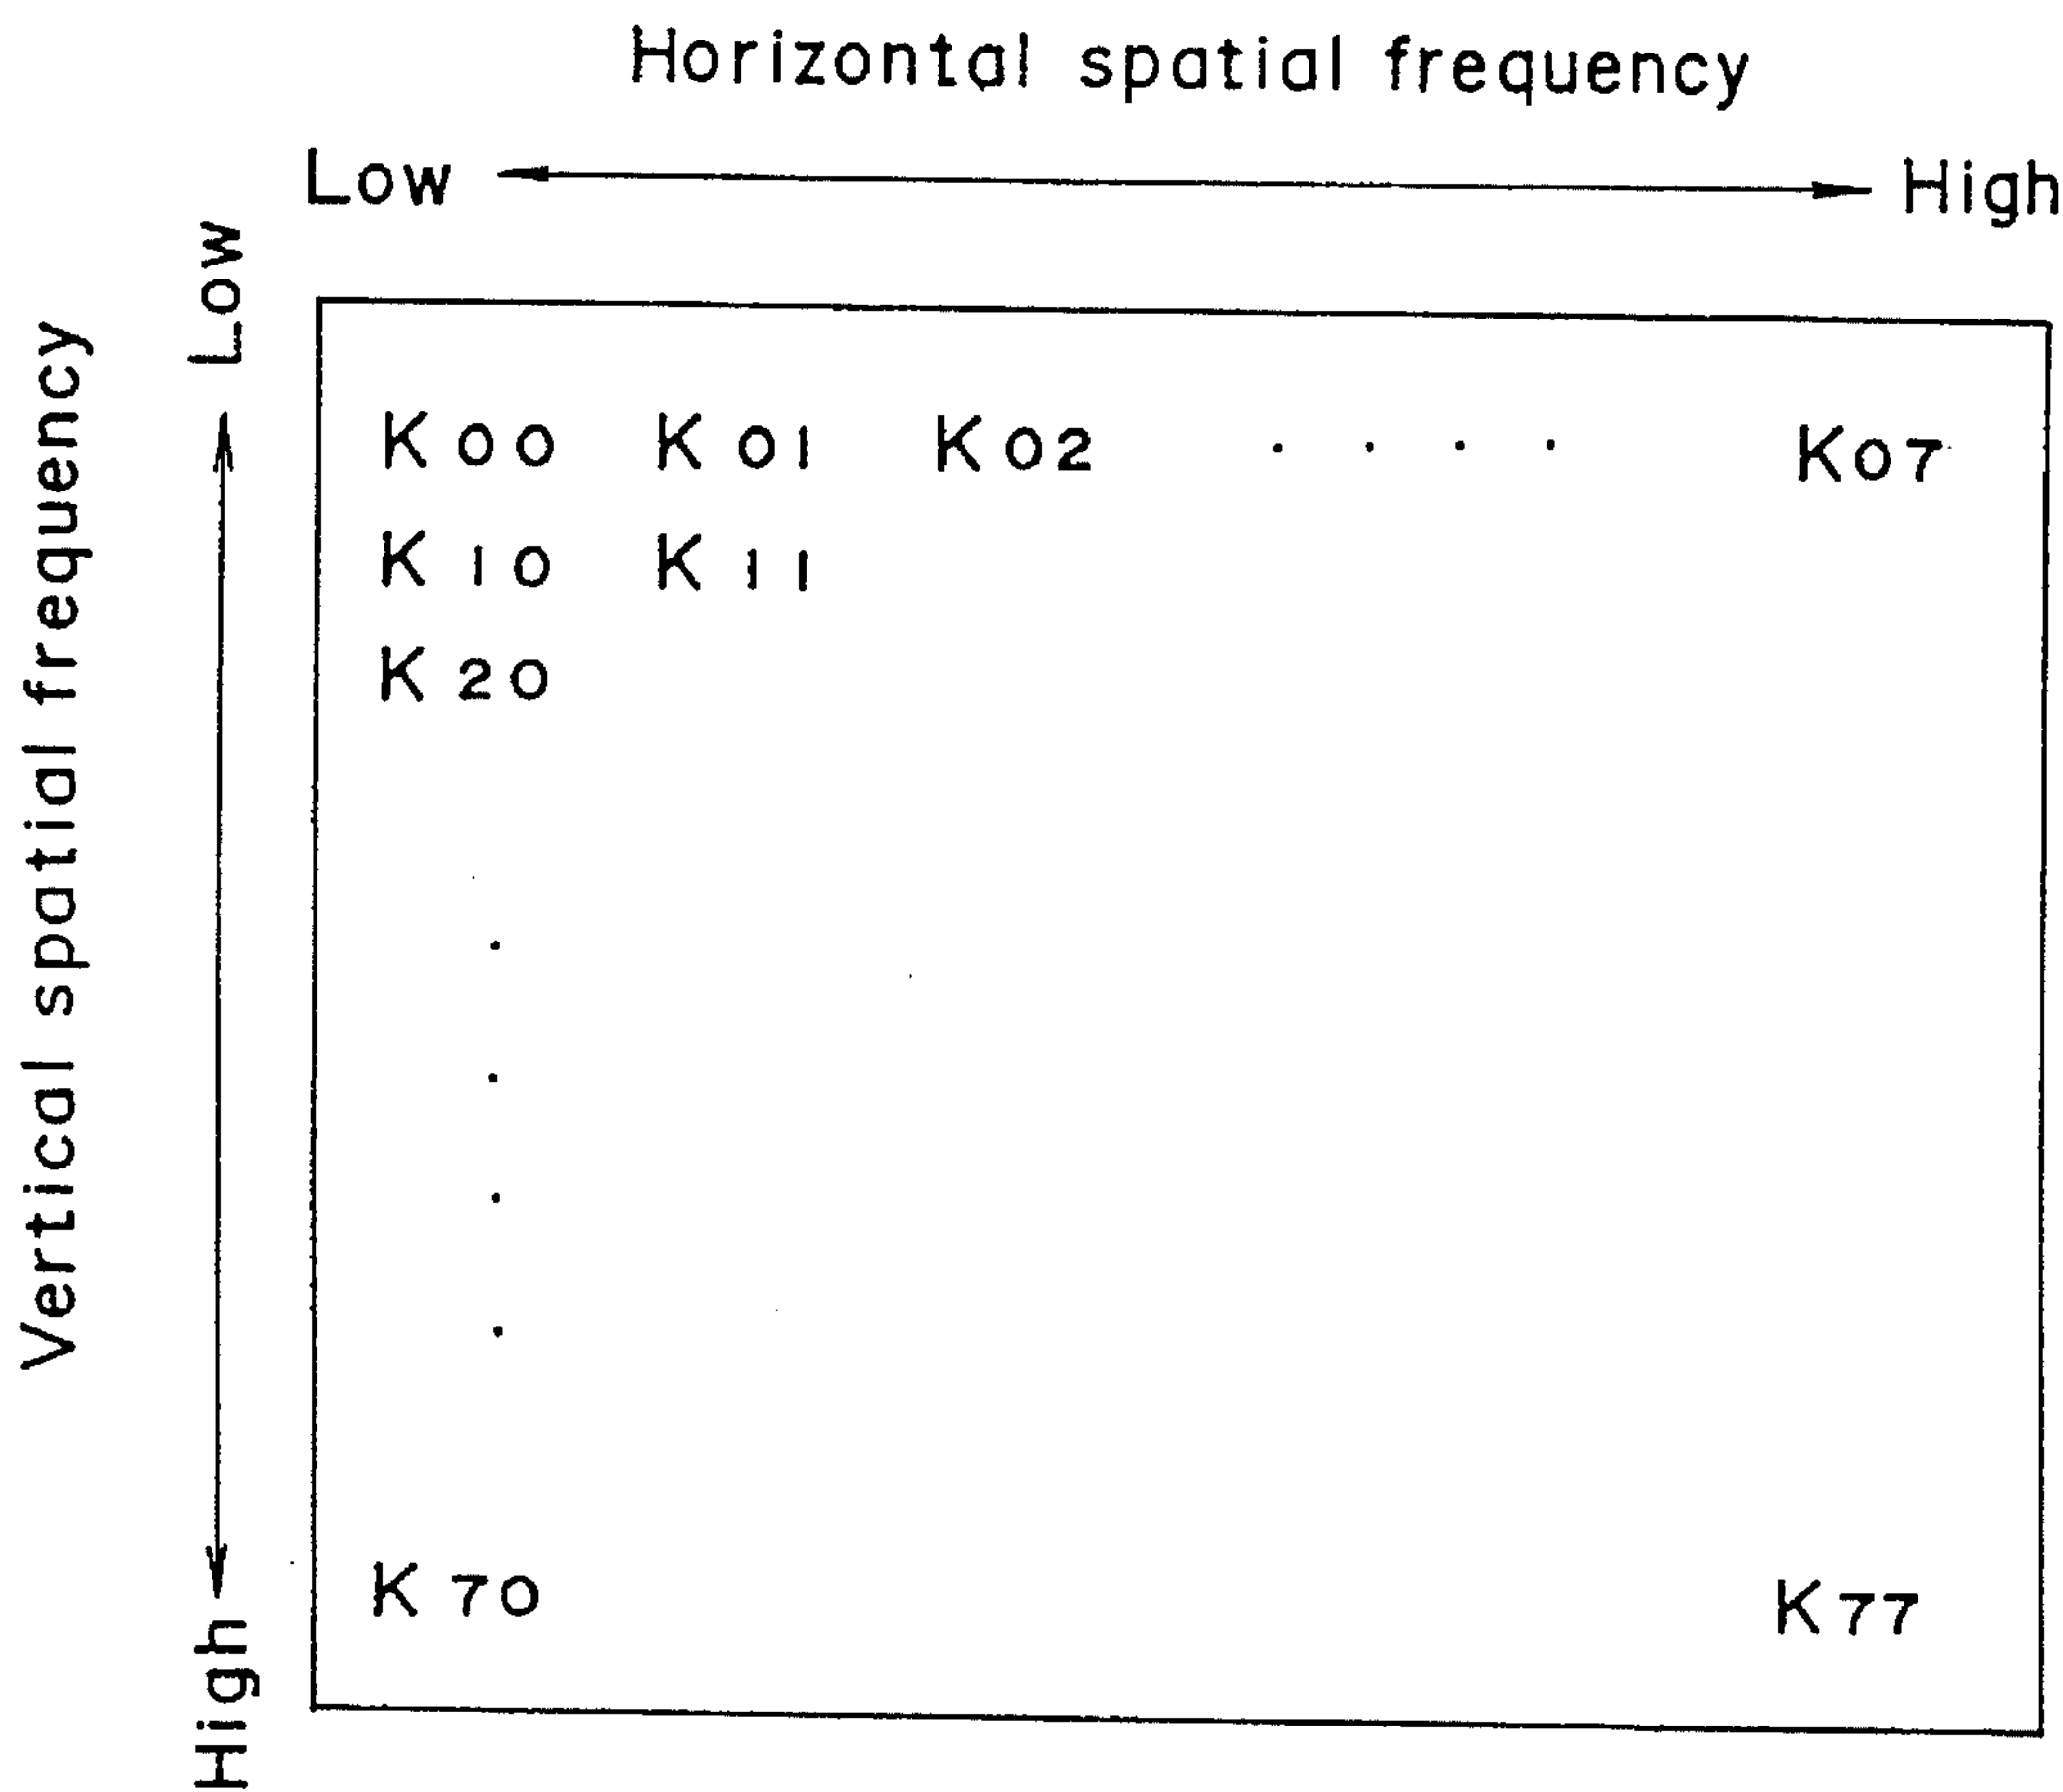 Horizontal spatial frequency
Low High
Vertical spatial frequency
Low
High
K00 K01 K02 . . . . K07
K10 K11
K20
.
.
.
.
K70 K77